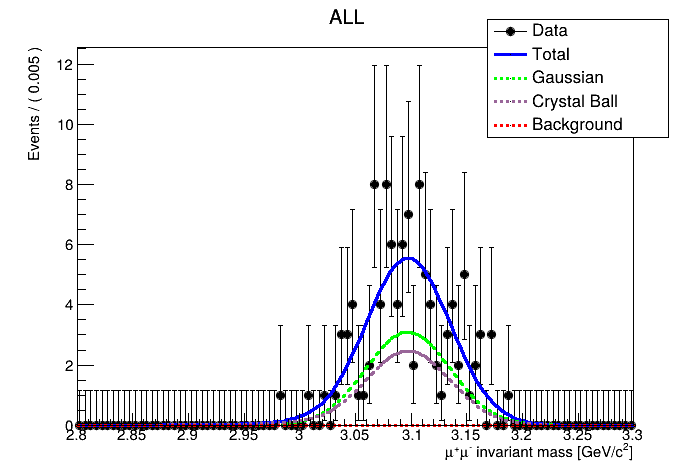 ALL
Data
Total
Gaussian
Crystal Ball
Background
Events / ( 0.005 )
12
10
8
6
4
2
0
2.8 2.85 2.9 2.95 3 3.05 3.1 3.15 3.2 3.25 3.3
μ⁺μ⁻ invariant mass [GeV/c²]